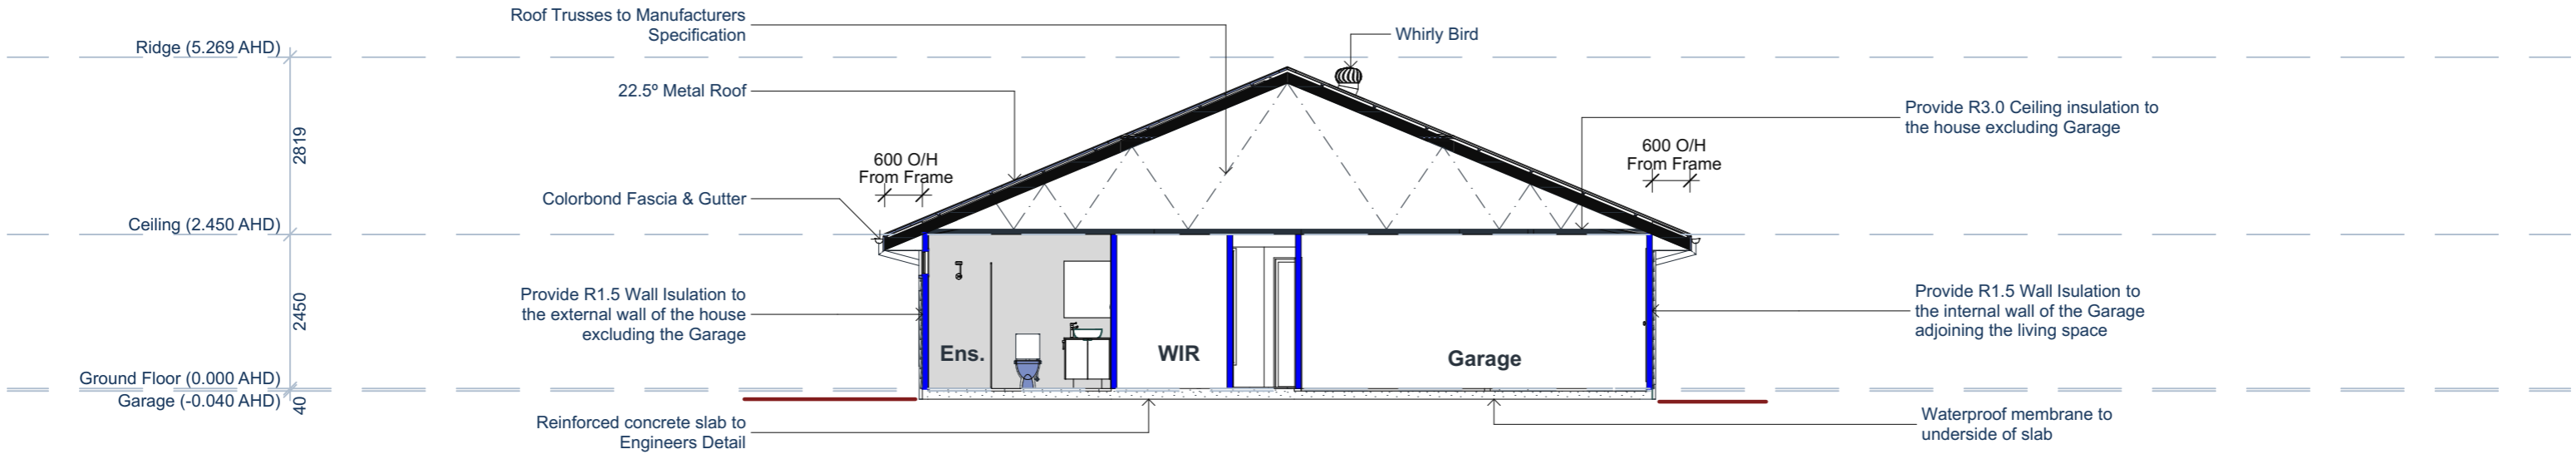 Roof Trusses to Manufacturers
Specification
Whirly Bird
Ridge (5.269 AHD)
22.5º Metal Roof
Provide R3.0 Ceiling insulation to
the house excluding Garage
2819
600 O/H
From Frame
600 O/H
From Frame
Colorbond Fascia & Gutter
Ceiling (2.450 AHD)
Provide R1.5 Wall Isulation to
the external wall of the house
excluding the Garage
2450
Provide R1.5 Wall Isulation to
the internal wall of the Garage
adjoining the living space
Ens.
WIR
Garage
Ground Floor (0.000 AHD)
Garage (-0.040 AHD)
40
Reinforced concrete slab to
Engineers Detail
Waterproof membrane to
underside of slab